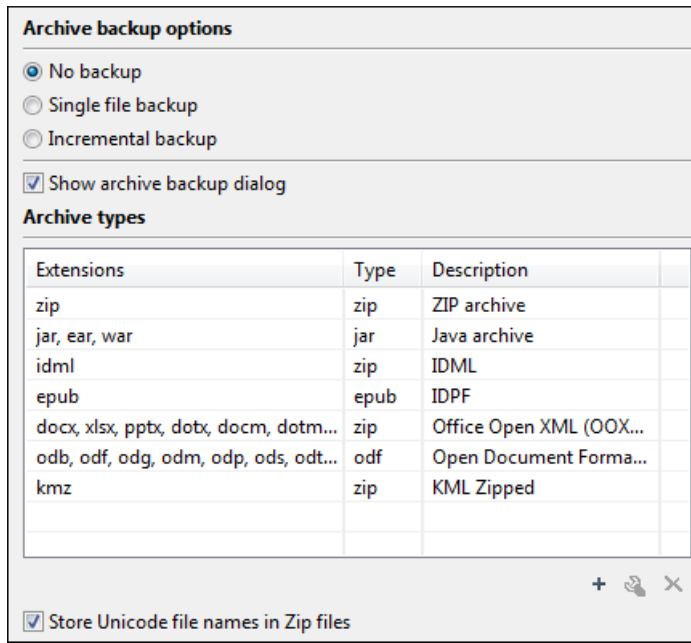 Archive backup options
No backup
Single file backup
Incremental backup
Show archive backup dialog
Archive types
Extensions Type Description
zip zip ZIP archive
jar, ear, war jar Java archive
idml zip IDML
epub epub IDPF
docx, xlsx, pptx, dotx, docm, dotm... zip Office Open XML (OOX...
odb, odf, odg, odm, odp, ods, odt... odf Open Document Forma...
kmz zip KML Zipped
Store Unicode file names in Zip files